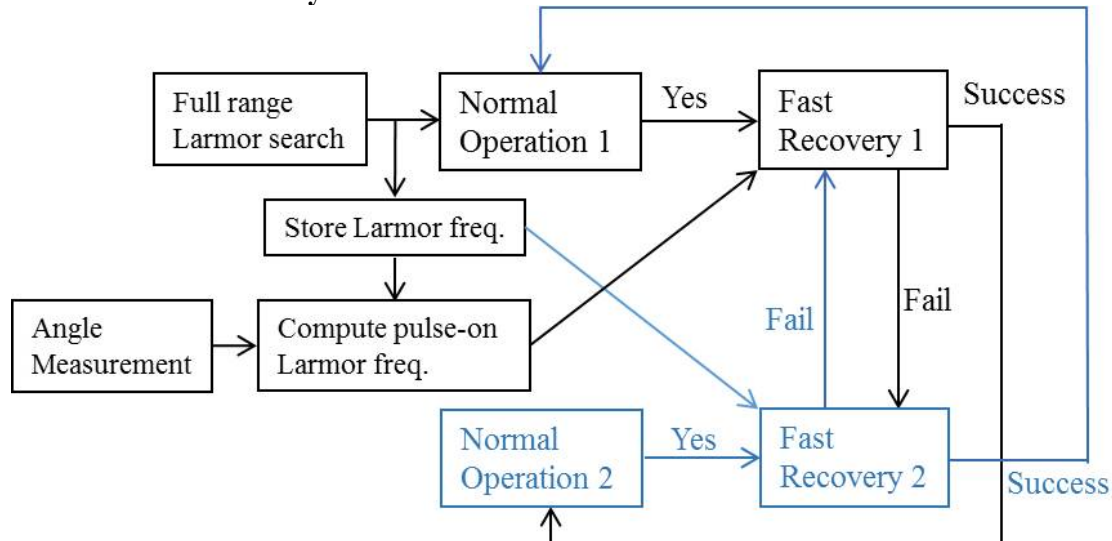 Full range
Larmor search
Normal
Operation 1
Yes
Fast
Recovery 1
Success
Store Larmor freq.
Angle
Measurement
Compute pulse-on
Larmor freq.
Fail
Fail
Normal
Operation 2
Yes
Fast
Recovery 2
Success